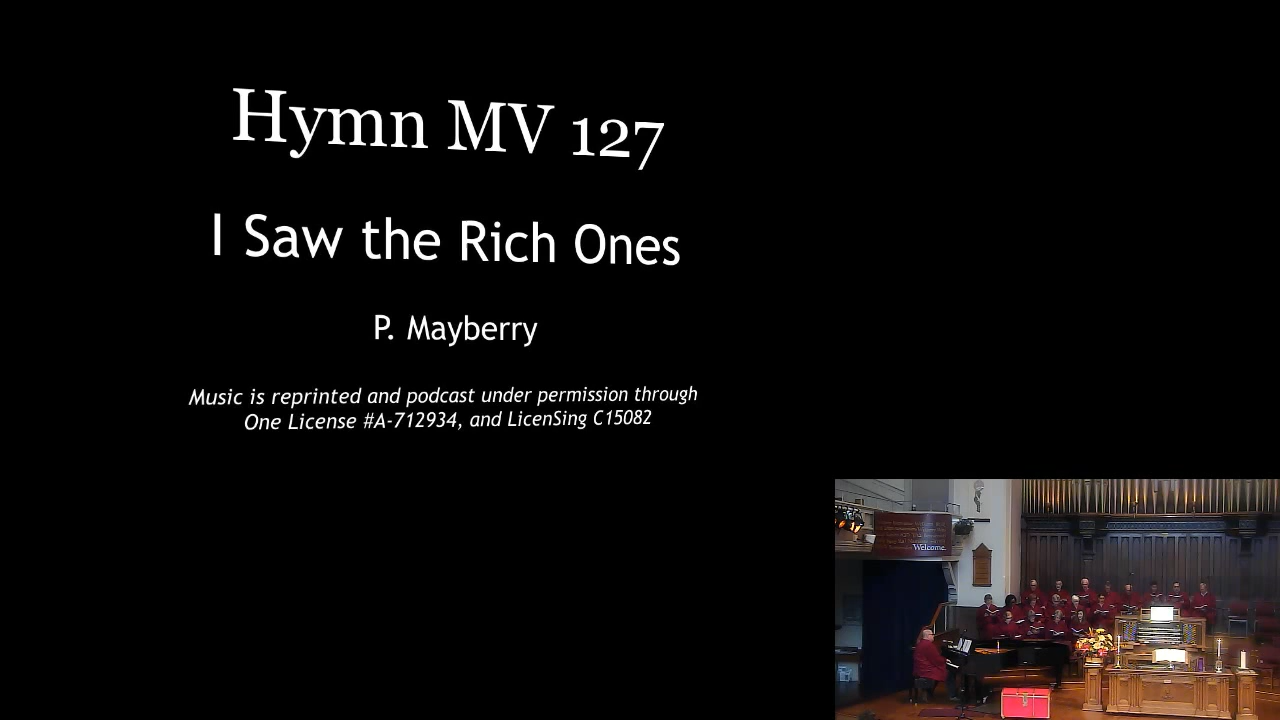 Hymn MV 127
I Saw the Rich Ones
P. Mayberry
Music is reprinted and podcast under permission through
One License #A-712934, and LicenSing C15082
Welcome.